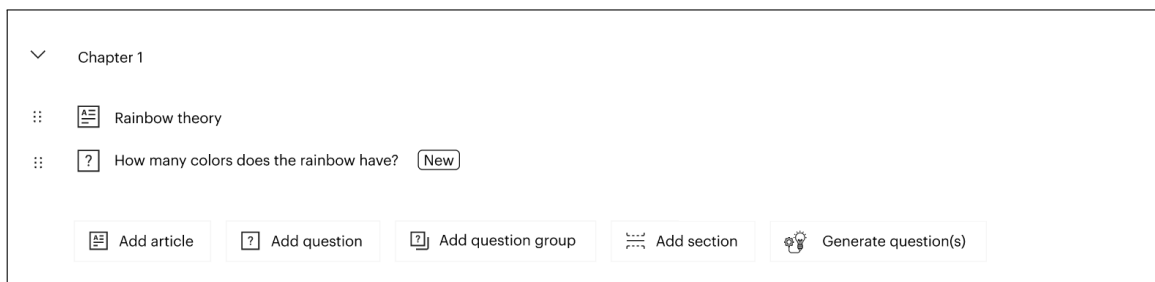 Chapter 1
Rainbow theory
How many colors does the rainbow have? New
Add article Add question Add question group Add section Generate question(s)